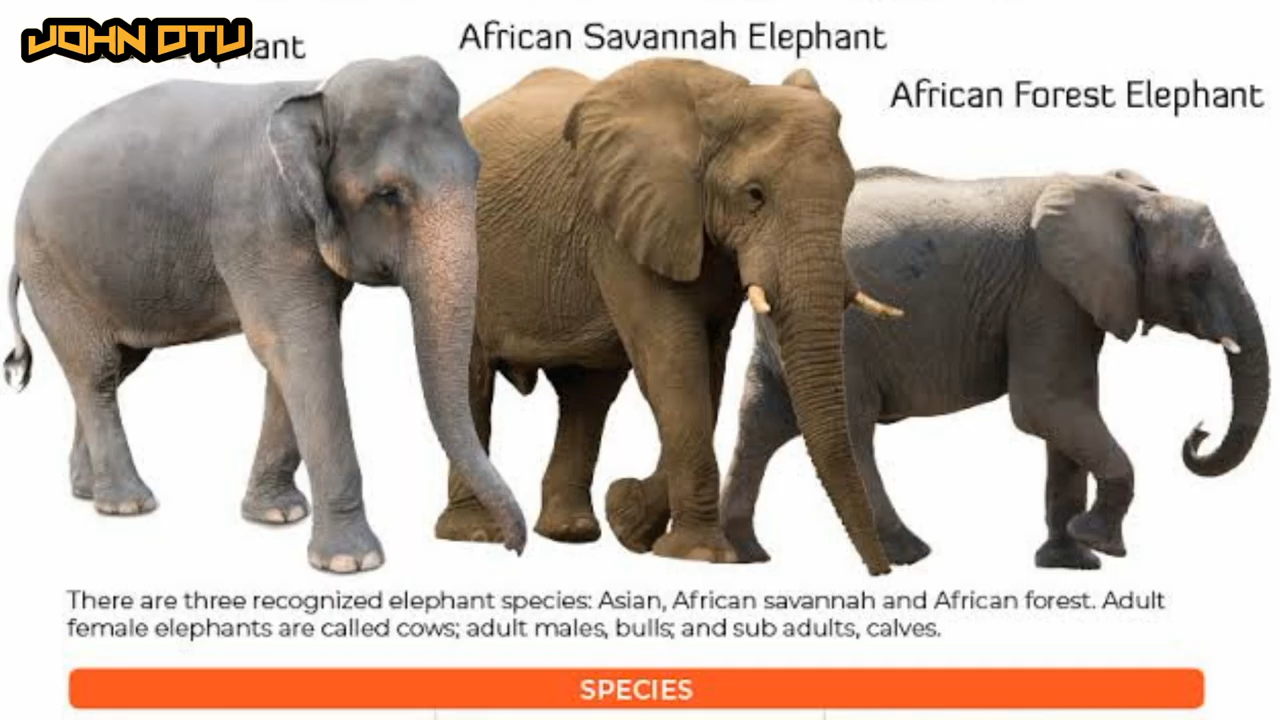 JOHN DTV
African Savannah Elephant
African Forest Elephant
There are three recognized elephant species: Asian, African savannah and African forest. Adult
female elephants are called cows; adult males, bulls; and sub adults, calves.
SPECIES